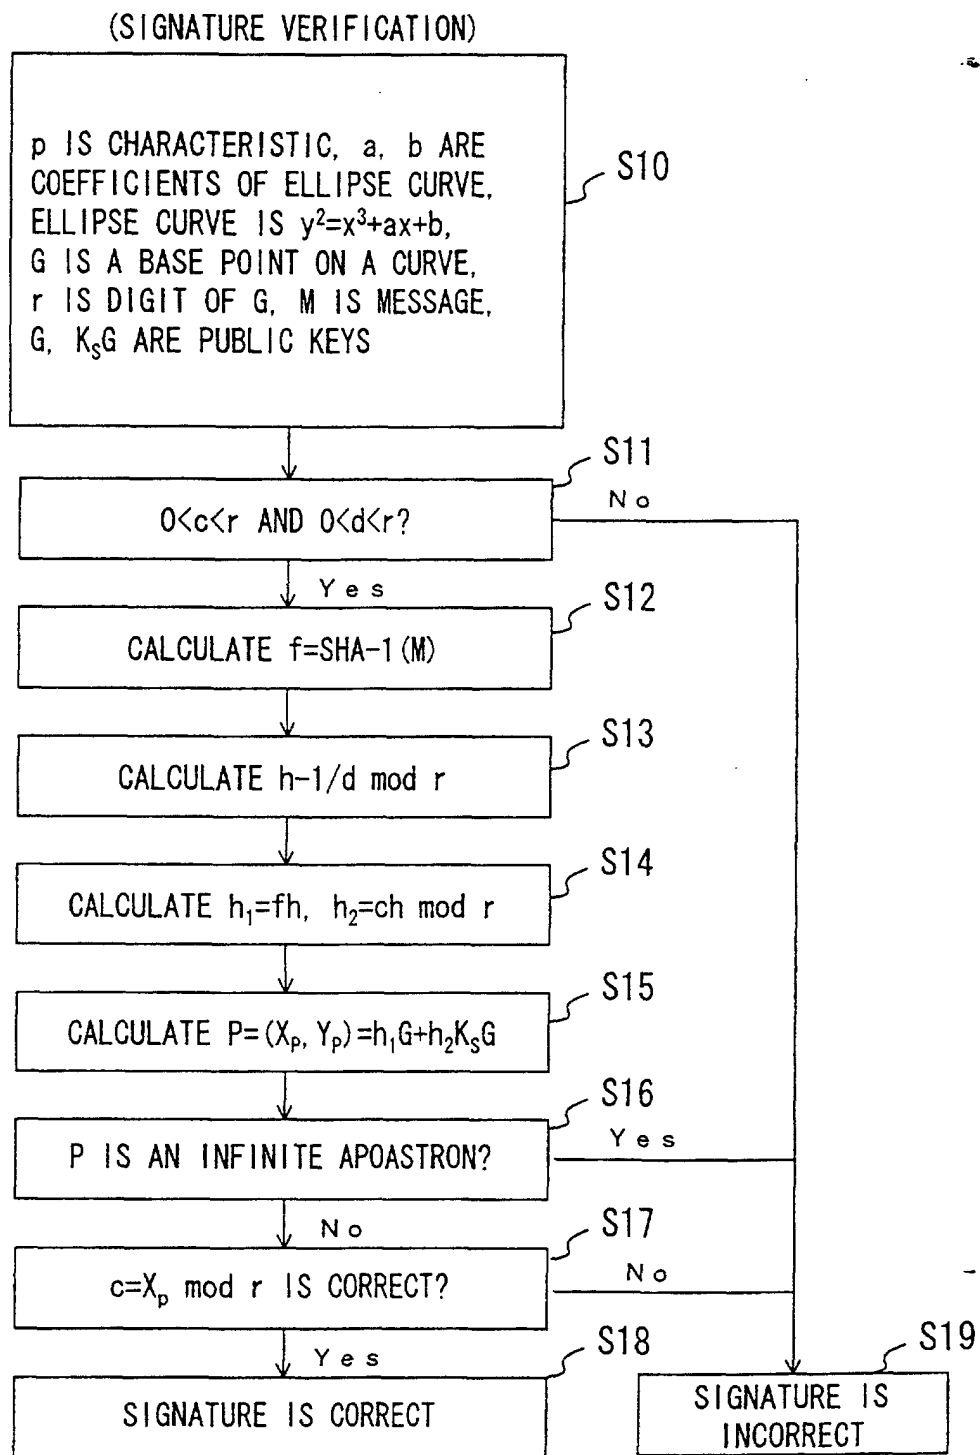 (SIGNATURE VERIFICATION)
p IS CHARACTERISTIC, a, b ARE
COEFFICIENTS OF ELLIPSE CURVE,
ELLIPSE CURVE IS y²=x³+ax+b,
G IS A BASE POINT ON A CURVE,
r IS DIGIT OF G, M IS MESSAGE,
G, KₛG ARE PUBLIC KEYS
S10
S11
0<c<r AND 0<d<r?
No
Yes
S12
CALCULATE f=SHA-1(M)
S13
CALCULATE h-1/d mod r
S14
CALCULATE h₁=fh, h₂=ch mod r
S15
CALCULATE P=(Xₚ, Yₚ)=h₁G+h₂KₛG
S16
P IS AN INFINITE APOASTRON?
Yes
No
S17
c=Xₚ mod r IS CORRECT?
No
Yes
S18
SIGNATURE IS CORRECT
S19
SIGNATURE IS
INCORRECT